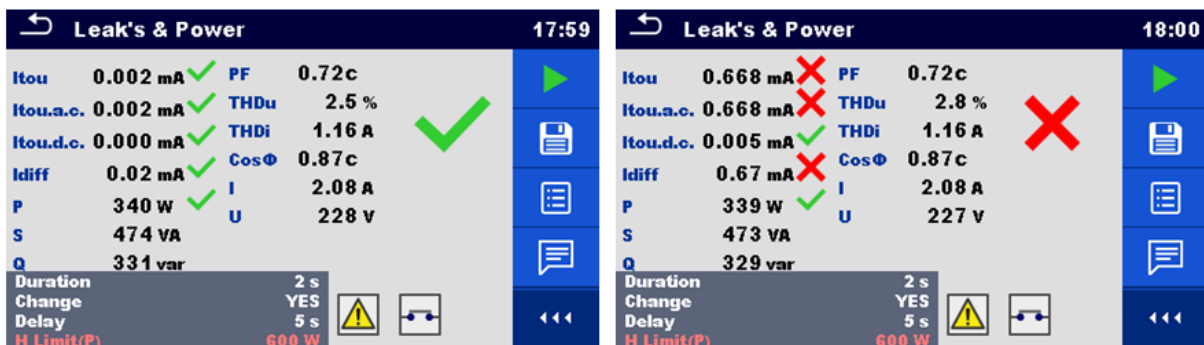 Leak's & Power 17:59
Itou 0.002 mA PF 0.72c
Itou.a.c. 0.002 mA THDu 2.5 %
Itou.d.c. 0.000 mA THDi 1.16 A
Idiff 0.02 mA CosΦ 0.87c
P 340 W I 2.08 A
S 474 VA U 228 V
Q 331 var
Duration 2 s
Change YES
Delay 5 s
H Limit(P) 600 W
Leak's & Power 18:00
Itou 0.668 mA PF 0.72c
Itou.a.c. 0.668 mA THDu 2.8 %
Itou.d.c. 0.005 mA THDi 1.16 A
Idiff 0.67 mA CosΦ 0.87c
P 339 W I 2.08 A
S 473 VA U 227 V
Q 329 var
Duration 2 s
Change YES
Delay 5 s
H Limit(P) 600 W